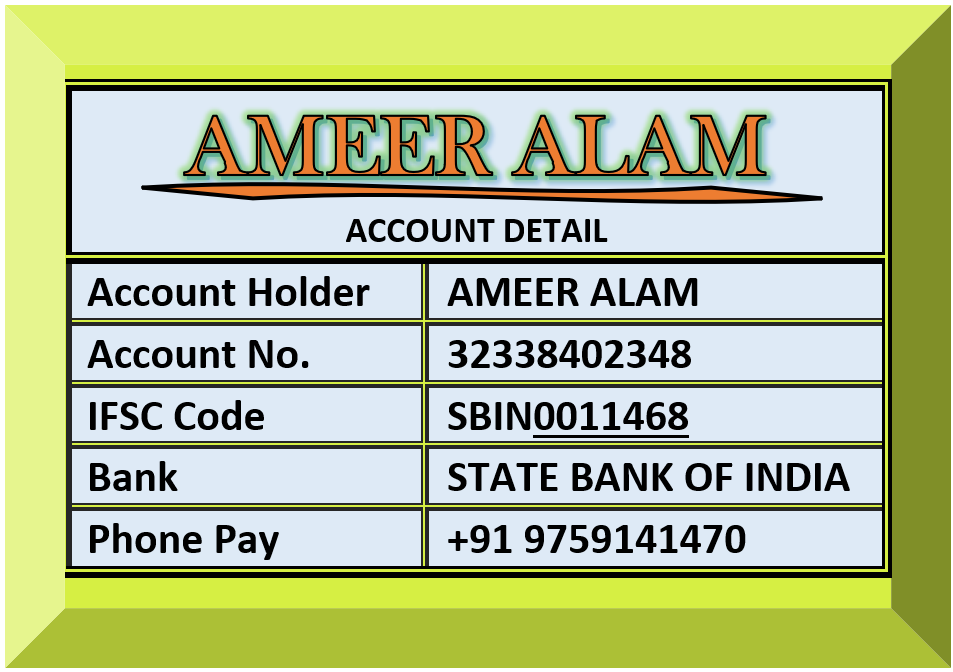 AMEER ALAM
ACCOUNT DETAIL
Account Holder AMEER ALAM
Account No. 32338402348
IFSC Code SBIN0011468
Bank STATE BANK OF INDIA
Phone Pay +91 9759141470